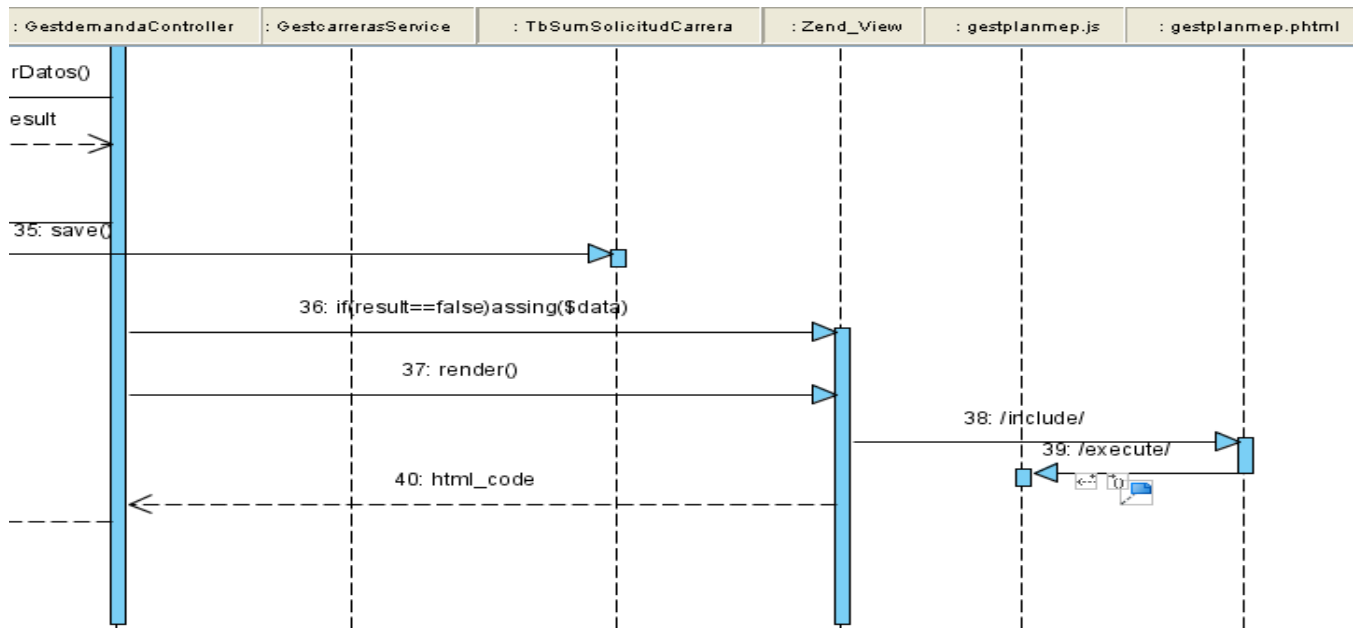 : GestdemandaController
: GestcarrerasService
: TbSumSolicitudCarrera
: Zend_View
: gestplanmep.js
: gestplanmep.phtml
rDatos()
esult
35: save()
36: if(result==false)assing($data)
37: render()
38: /include/
39: /execute/
40: html_code